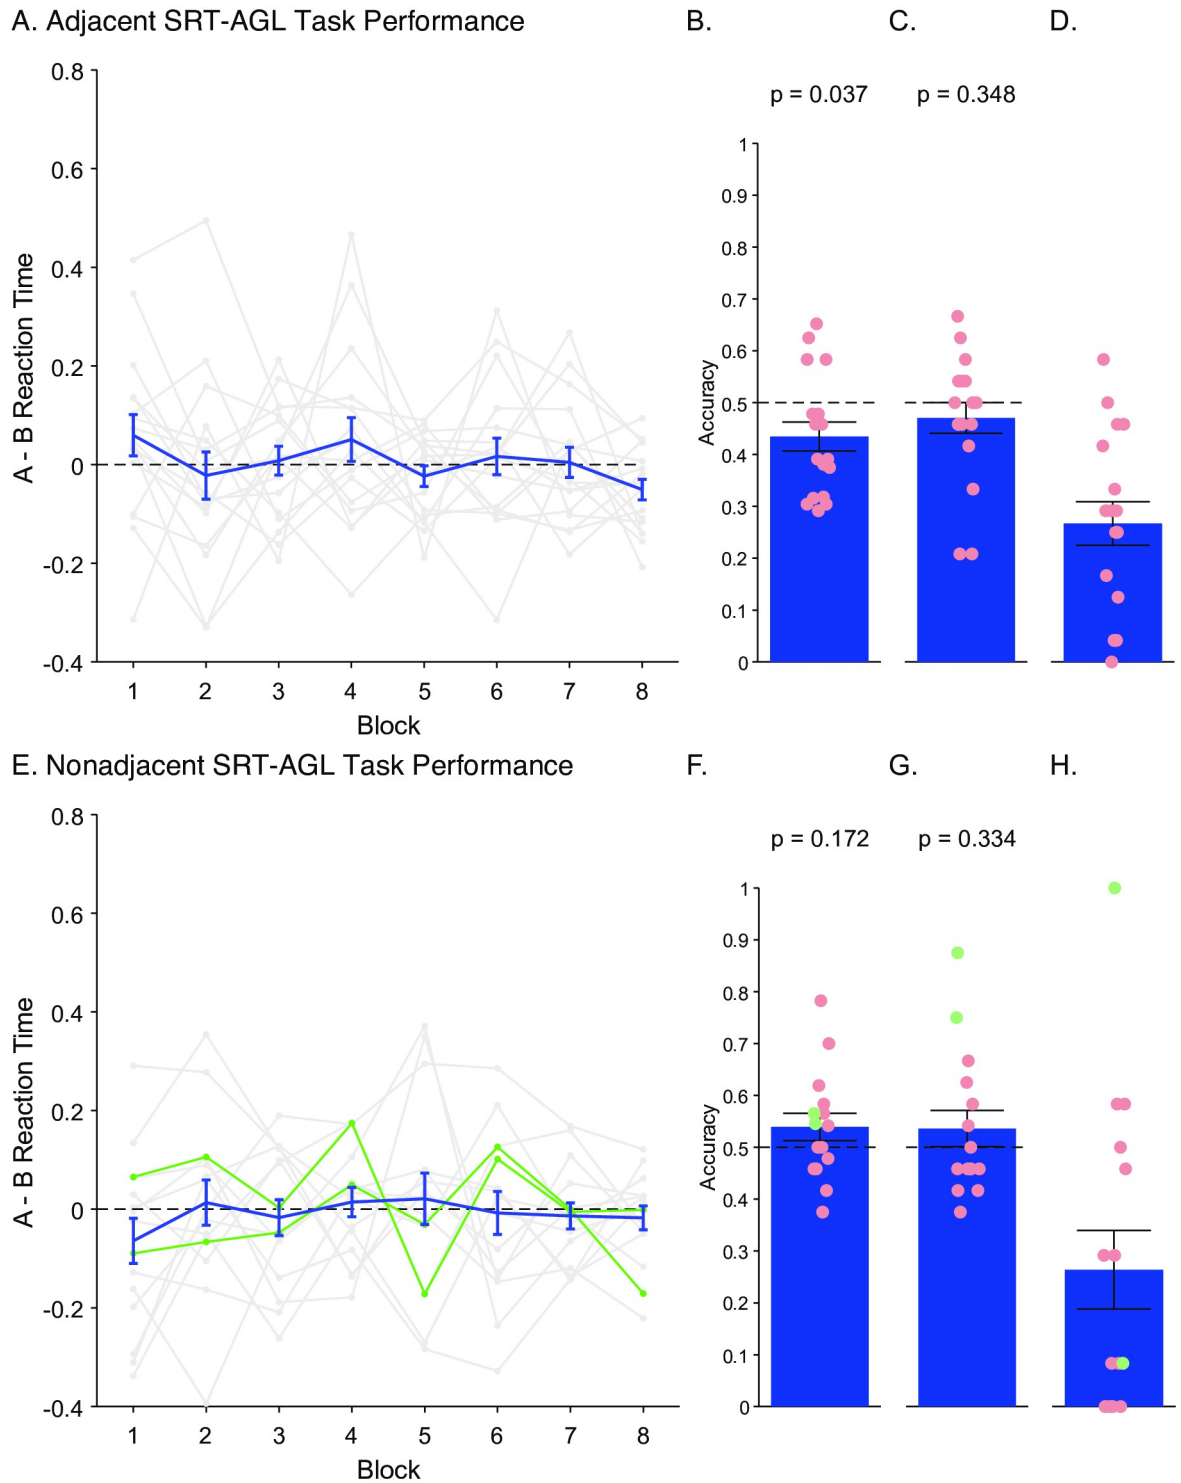 A. Adjacent SRT-AGL Task Performance
B.
C.
D.
p = 0.037
p = 0.348
A - B Reaction Time
0.8
0.6
0.4
0.2
0
-0.2
-0.4
1 2 3 4 5 6 7 8
Block
Accuracy
1
0.9
0.8
0.7
0.6
0.5
0.4
0.3
0.2
0.1
0
E. Nonadjacent SRT-AGL Task Performance
F.
G.
H.
p = 0.172
p = 0.334
A - B Reaction Time
0.8
0.6
0.4
0.2
0
-0.2
-0.4
1 2 3 4 5 6 7 8
Block
Accuracy
1
0.9
0.8
0.7
0.6
0.5
0.4
0.3
0.2
0.1
0